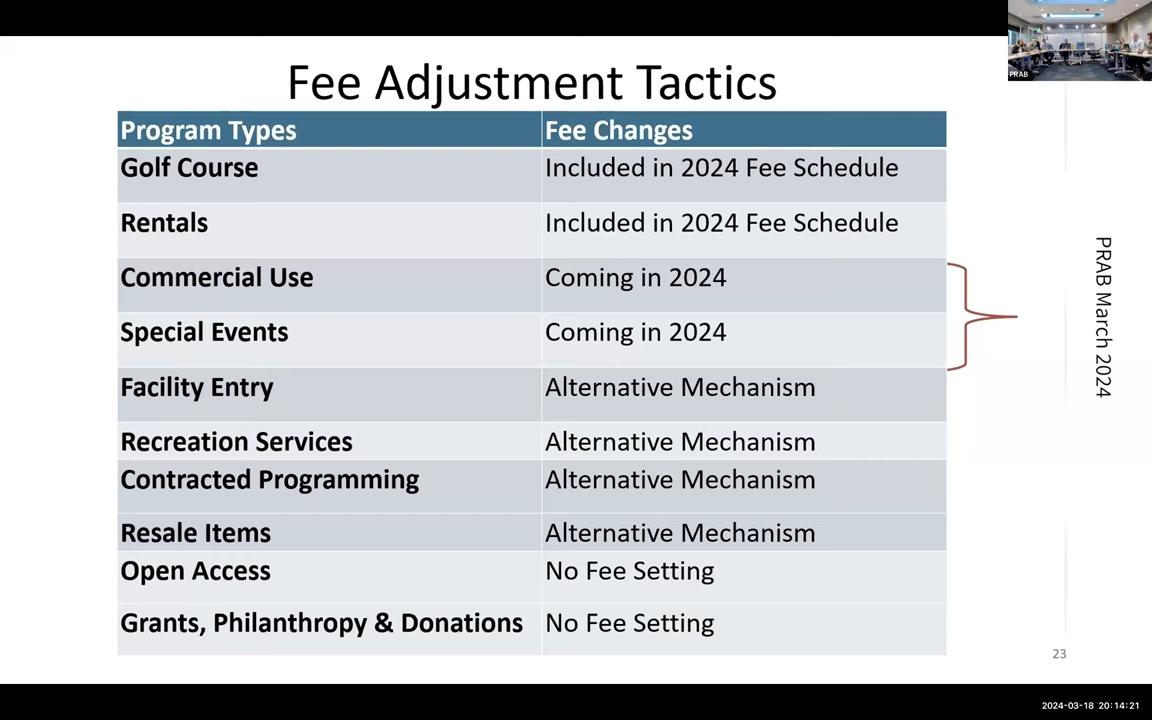 PRAB
Fee Adjustment Tactics
Program Types Fee Changes
Golf Course Included in 2024 Fee Schedule
Rentals Included in 2024 Fee Schedule
Commercial Use Coming in 2024
Special Events Coming in 2024
Facility Entry Alternative Mechanism
Recreation Services Alternative Mechanism
Contracted Programming Alternative Mechanism
Resale Items Alternative Mechanism
Open Access No Fee Setting
Grants, Philanthropy & Donations No Fee Setting
PRAB March 2024
23
2024-03-18 20:14:21